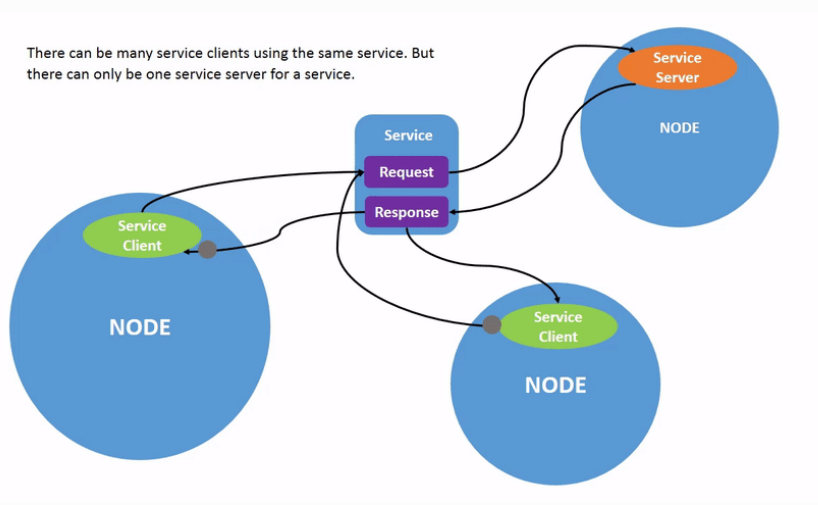 There can be many service clients using the same service. But
there can only be one service server for a service.
Service
Server
NODE
Service
Request
Response
Service
Client
NODE
Service
Client
NODE